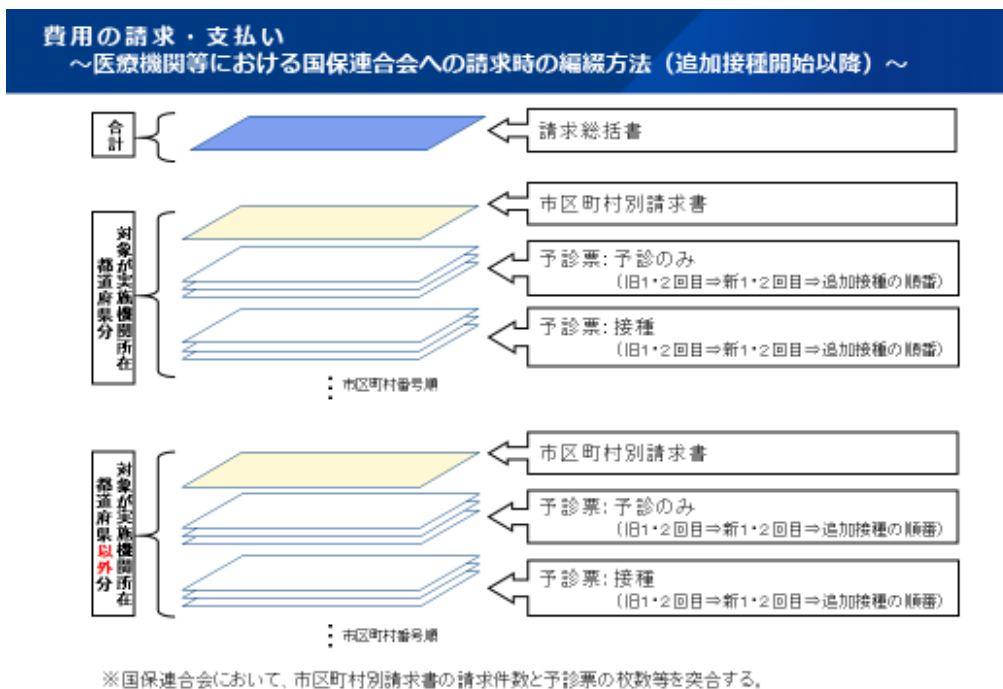 費用の請求・支払い
～医療機関等における国保連合会への請求時の編綴方法（追加接種開始以降）～
合計
請求総括書
対象が実施機関所在
都道府県分
市区町村別請求書
予診票：予診のみ
（旧1・2回目⇒新1・2回目⇒追加接種の順番）
予診票：接種
（旧1・2回目⇒新1・2回目⇒追加接種の順番）
市区町村番号順
対象が実施機関所在
都道府県以外分
市区町村別請求書
予診票：予診のみ
（旧1・2回目⇒新1・2回目⇒追加接種の順番）
予診票：接種
（旧1・2回目⇒新1・2回目⇒追加接種の順番）
市区町村番号順
※国保連合会において、市区町村別請求書の請求件数と予診票の枚数等を突合する。